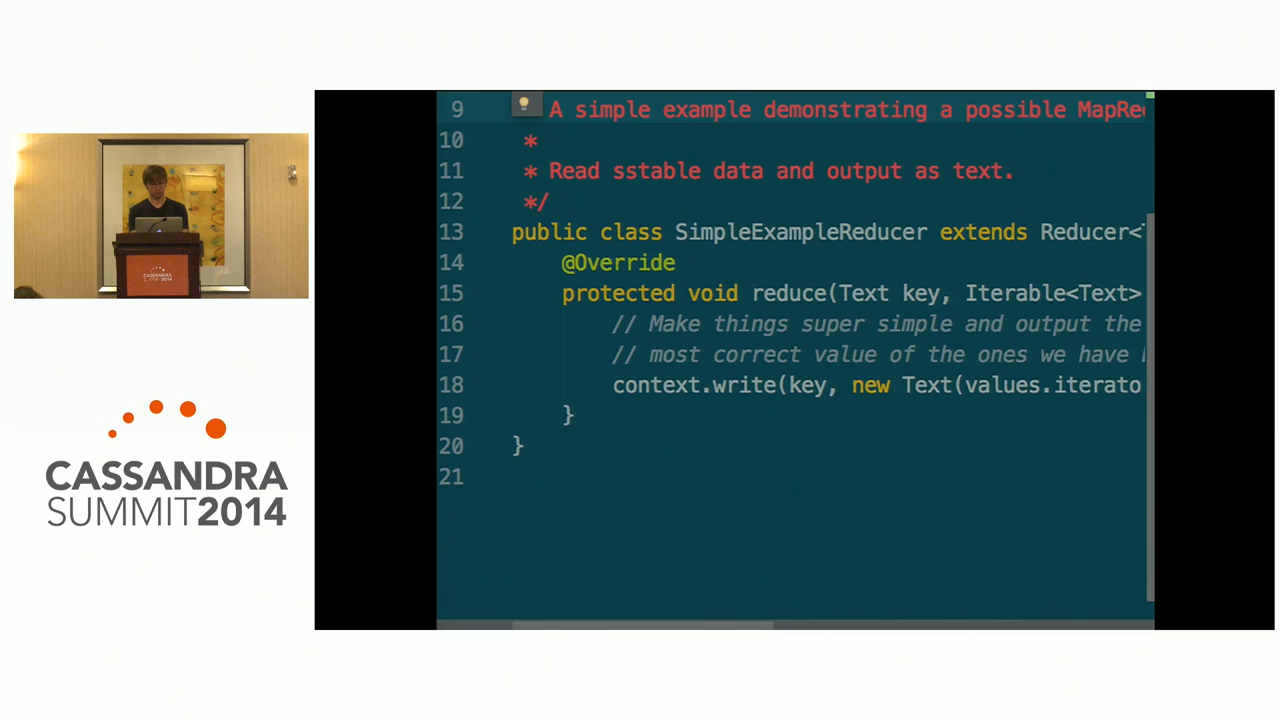 CASSANDRA
SUMMIT2014
CASSANDRA
SUMMIT 2014
9 A simple example demonstrating a possible MapRe
10 *
11 * Read sstable data and output as text.
12 */
13 public class SimpleExampleReducer extends Reducer<
14 @Override
15 protected void reduce(Text key, Iterable<Text>
16 // Make things super simple and output the
17 // most correct value of the ones we have
18 context.write(key, new Text(values.iterato
19 }
20 }
21